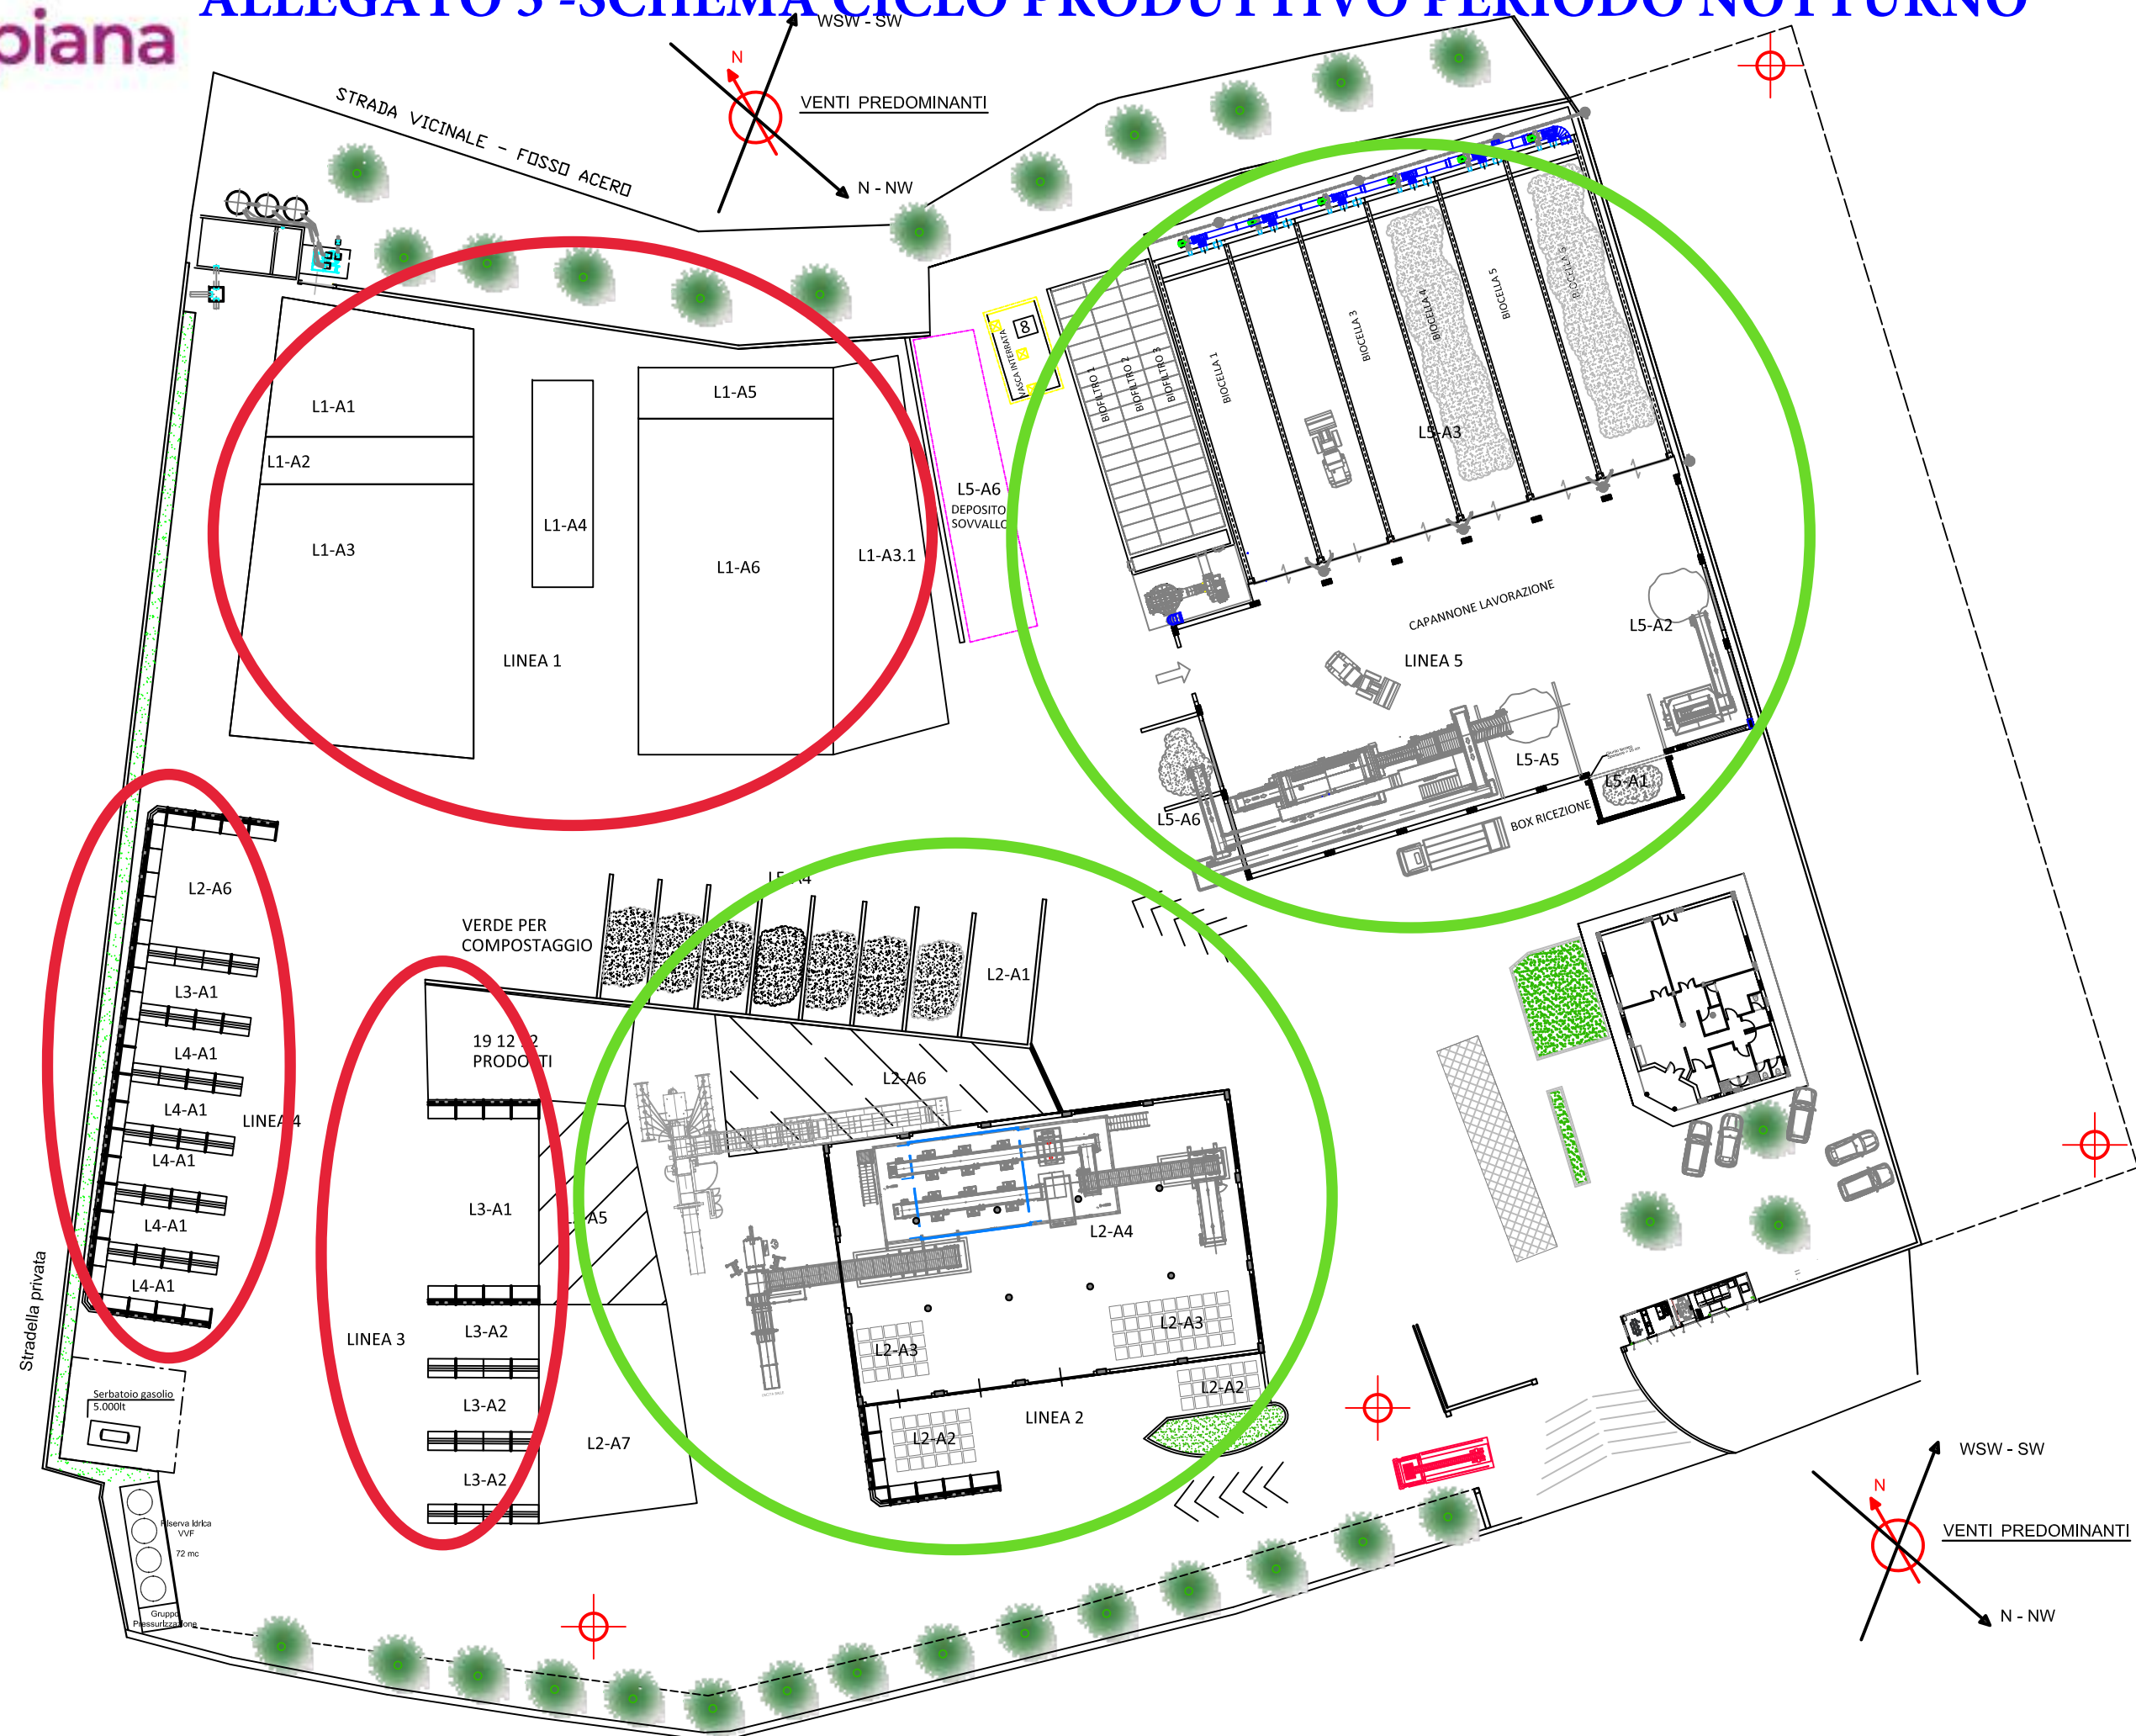 ALLEGATO 3 -SCHEMA CICLO PRODUTTIVO PERIODO NOTTURNO
piana
WSW - SW
N
VENTI PREDOMINANTI
N - NW
STRADA VICINALE - FOSSO ACERO
L1-A1
L1-A2
L1-A3
L1-A4
L1-A5
L1-A6
L1-A3.1
LINEA 1
L5-A6
DEPOSITO
SOVVALLO
VASCA INTERRATA
BIOFILTRO 1
BIOFILTRO 2
BIOFILTRO 3
BIOCELLA 1
BIOCELLA 3
BIOCELLA 4
BIOCELLA 5
L5-A3
CAPANNONE LAVORAZIONE
L5-A2
LINEA 5
L5-A5
L5-A1
L5-A6
BOX RICEZIONE
L2-A6
L3-A1
L4-A1
L4-A1
LINEA 4
L4-A1
L4-A1
L4-A1
Stradella privata
L5-A4
VERDE PER
COMPOSTAGGIO
L2-A1
19 12 12
PRODOTTI
L2-A6
L3-A1
A5
L2-A4
LINEA 3
L3-A2
L3-A2
L3-A2
L2-A7
L2-A3
L2-A3
L2-A2
L2-A2
LINEA 2
Serbatoio gasolio
5.000lt
Riserva Idrica
VVF
72 mc
Gruppo
Pressurizzazione
WSW - SW
N
VENTI PREDOMINANTI
N - NW